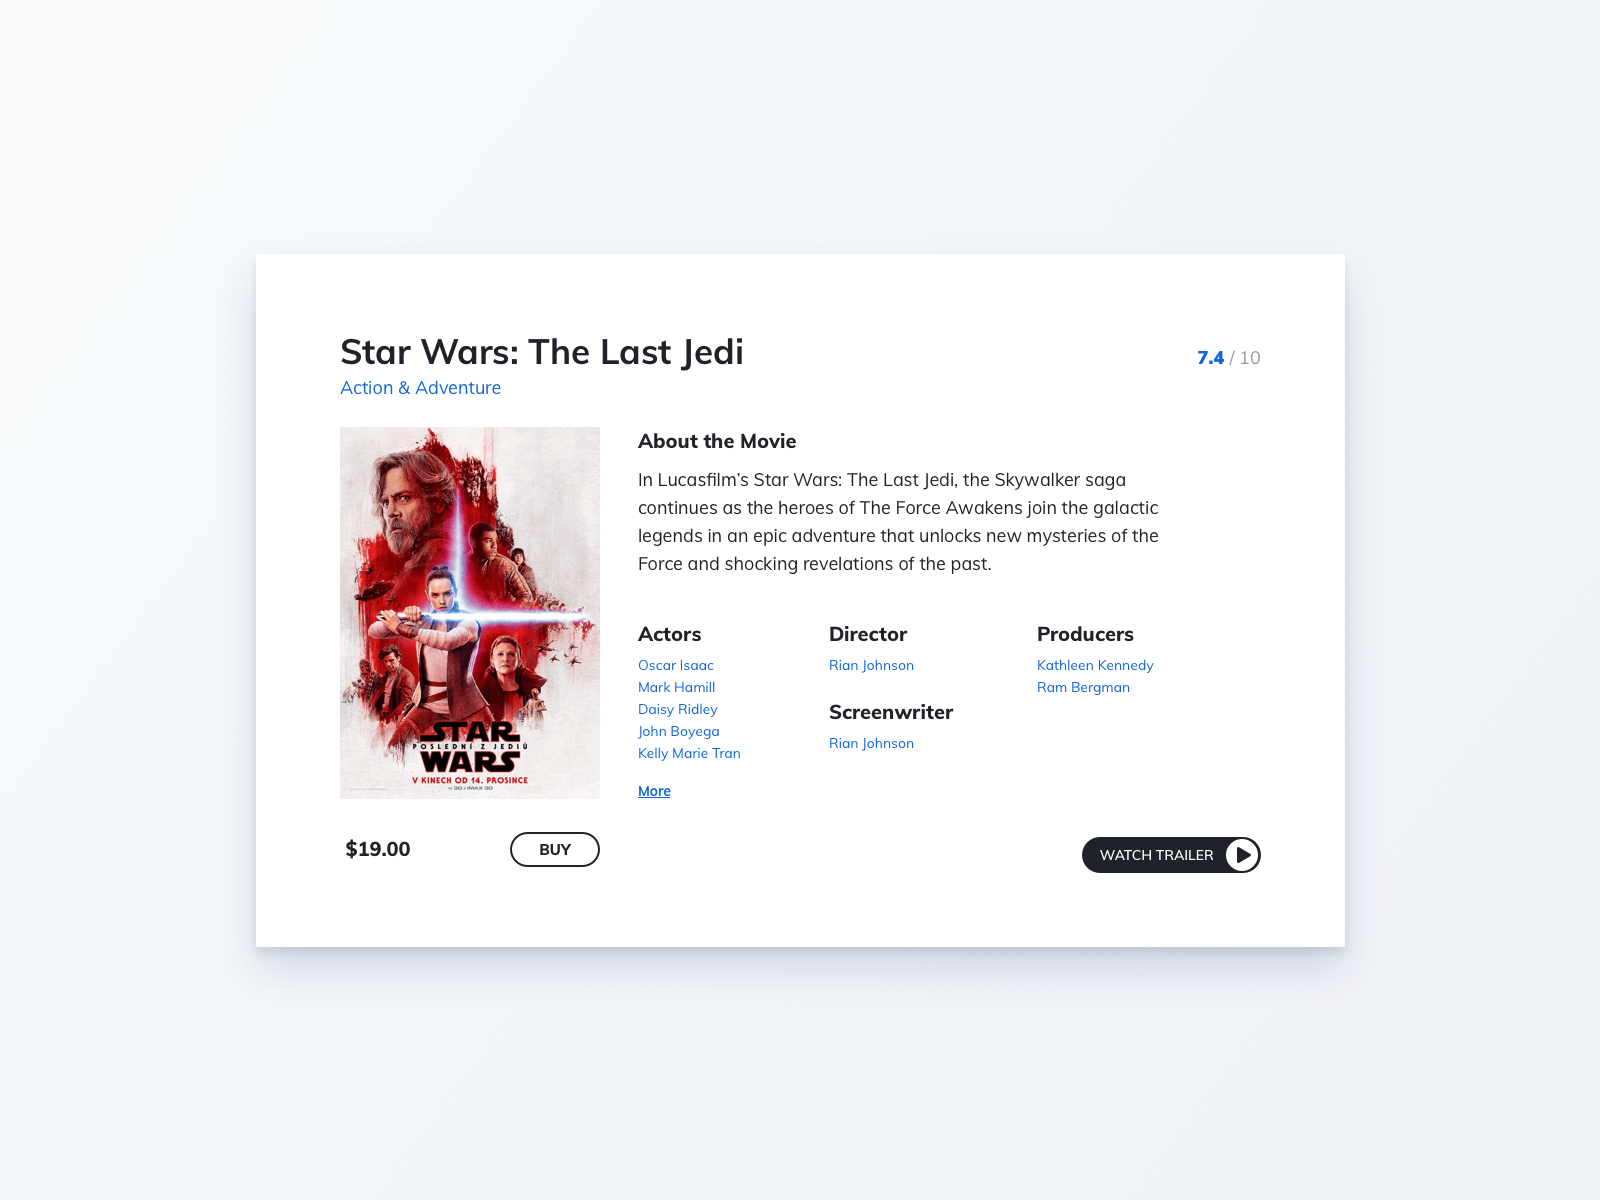 Star Wars: The Last Jedi
7.4 / 10
Action & Adventure
STAR
POSLEDNÍ Z JEDIŮ
WARS
V KINECH OD 14. PROSINCE
3D IMAX 3D
$19.00
BUY
About the Movie
In Lucasfilm's Star Wars: The Last Jedi, the Skywalker saga
continues as the heroes of The Force Awakens join the galactic
legends in an epic adventure that unlocks new mysteries of the
Force and shocking revelations of the past.
Actors
Oscar Isaac
Mark Hamill
Daisy Ridley
John Boyega
Kelly Marie Tran
More
Director
Rian Johnson
Screenwriter
Rian Johnson
Producers
Kathleen Kennedy
Ram Bergman
WATCH TRAILER